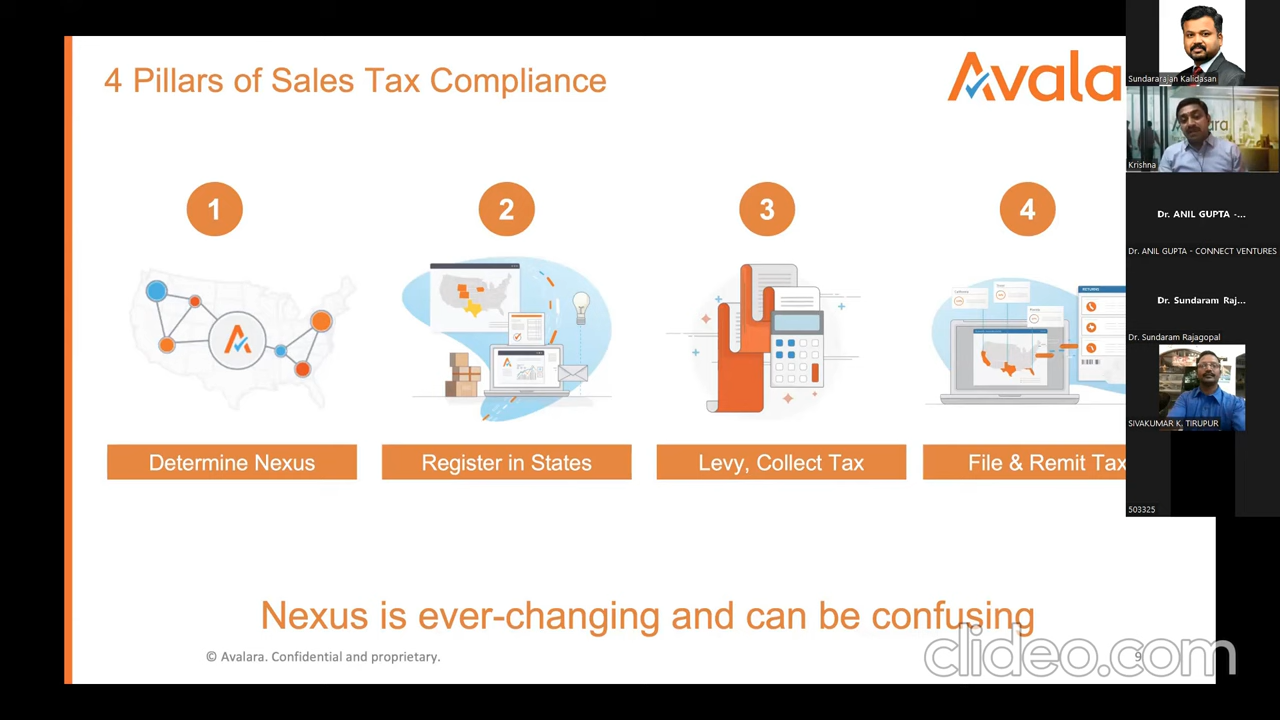 4 Pillars of Sales Tax Compliance
Avala
1
2
3
4
Determine Nexus
Register in States
Levy, Collect Tax
File & Remit Tax
Nexus is ever-changing and can be confusing
© Avalara. Confidential and proprietary.
9
clideo.com
Sundararajan Kalidasan
Krishna
Dr. ANIL GUPTA -...
Dr. ANIL GUPTA - CONNECT VENTURES
Dr. Sundaram Raj...
Dr. Sundaram Rajagopal
SIVAKUMAR K. TIRUPUR
503325